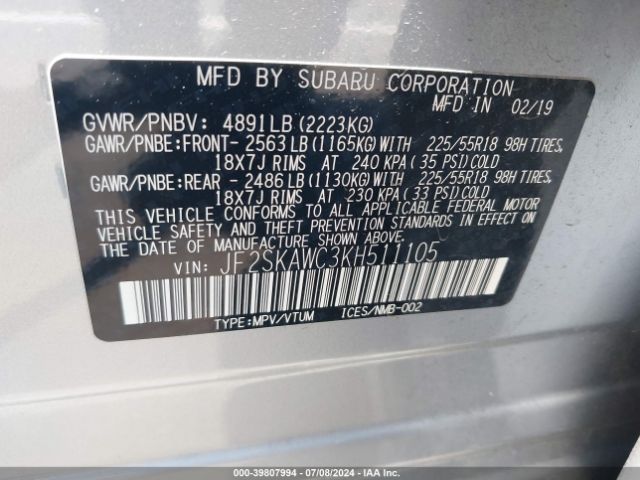 MFD BY SUBARU CORPORATION
MFD IN 02/19
GVWR/PNBV: 4891LB (2223KG)
GAWR/PNBE:FRONT- 2563 LB (1165KG)WITH 225/55R18 98H TIRES,
18X7J RIMS AT 240 KPA ( 35 PSI) COLD
GAWR/PNBE:REAR - 2486 LB (1130KG)WITH 225/55R18 98H TIRES,
18X7J RIMS AT 230 KPA ( 33 PSI) COLD
THIS VEHICLE CONFORMS TO ALL APPLICABLE FEDERAL MOTOR
VEHICLE SAFETY AND THEFT PREVENTION STANDARDS IN EFFECT ON
THE DATE OF MANUFACTURE SHOWN ABOVE.
VIN: JF2SKAWC3KH511105
TYPE:MPV/VTUM ICES/NMB-002
000-39807994 - 07/08/2024 - IAA Inc.